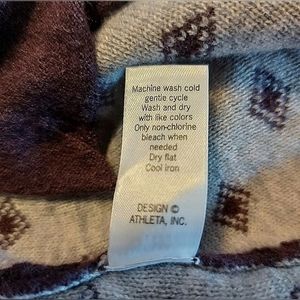 Machine wash cold
gentle cycle
Wash and dry
with like colors
Only non-chlorine
bleach when
needed
Dry flat
Cool iron
DESIGN ©
ATHLETA, INC.